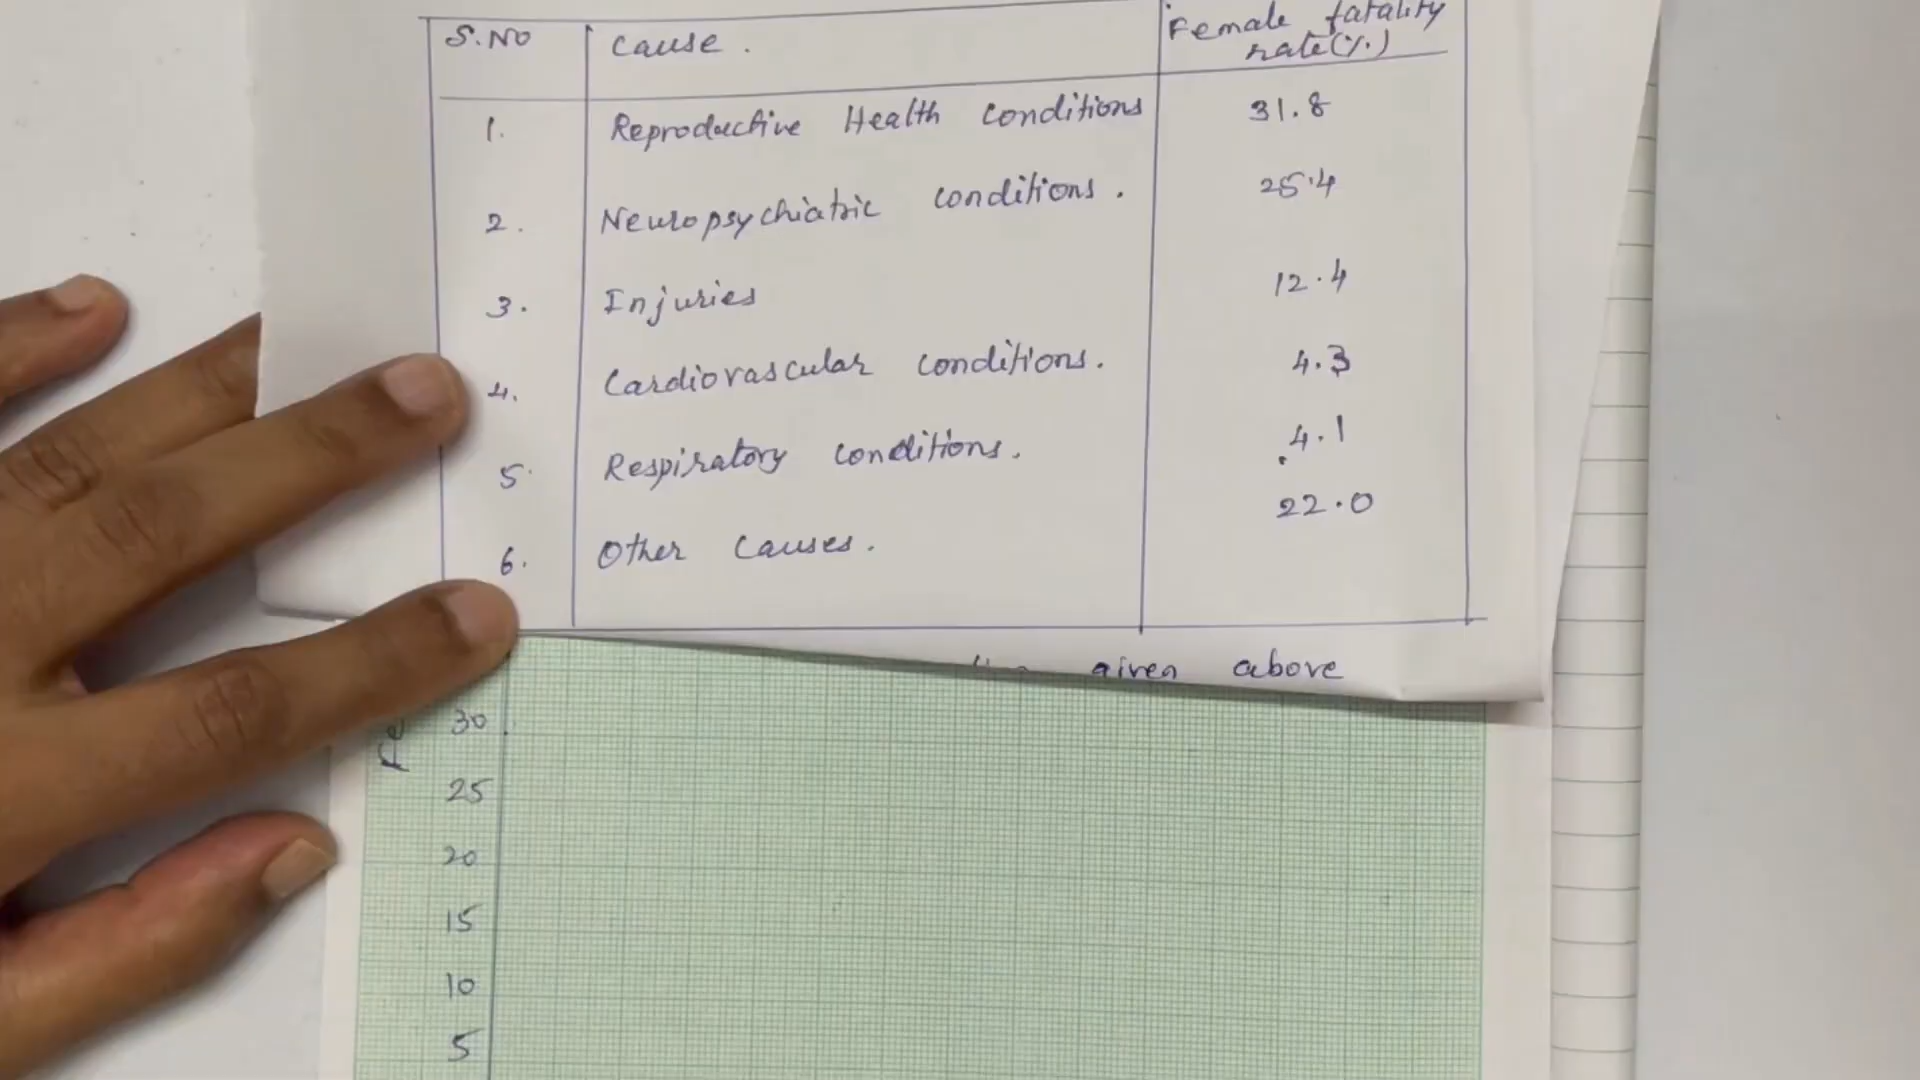 S.No Cause. Female fatality rate(%)
1. Reproductive Health conditions 31.8
2. Neuropsychiatric conditions. 25.4
3. Injuries 12.4
4. Cardiovascular conditions. 4.3
5. Respiratory conditions. 4.1
6. Other causes. 22.0
given above
30
25
20
15
10
5